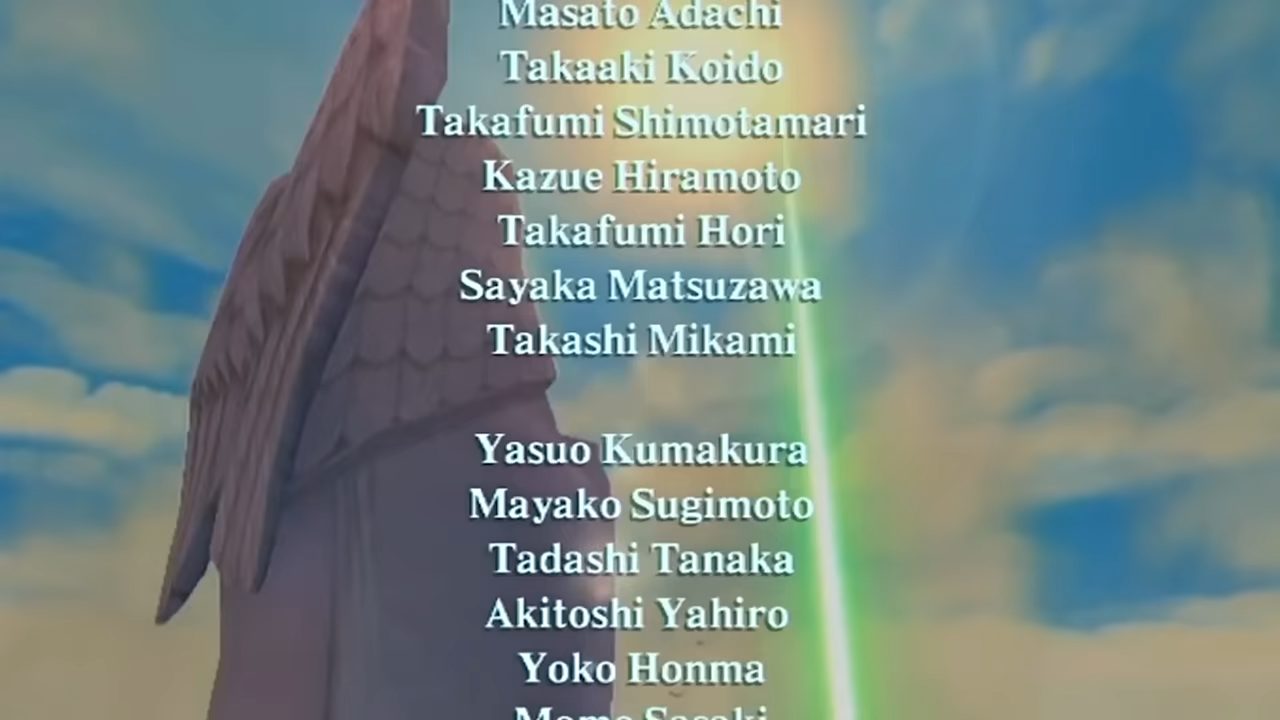 Masato Adachi
Takaaki Koido
Takafumi Shimotamari
Kazue Hiramoto
Takafumi Hori
Sayaka Matsuzawa
Takashi Mikami
Yasuo Kumakura
Mayako Sugimoto
Tadashi Tanaka
Akitoshi Yahiro
Yoko Honma